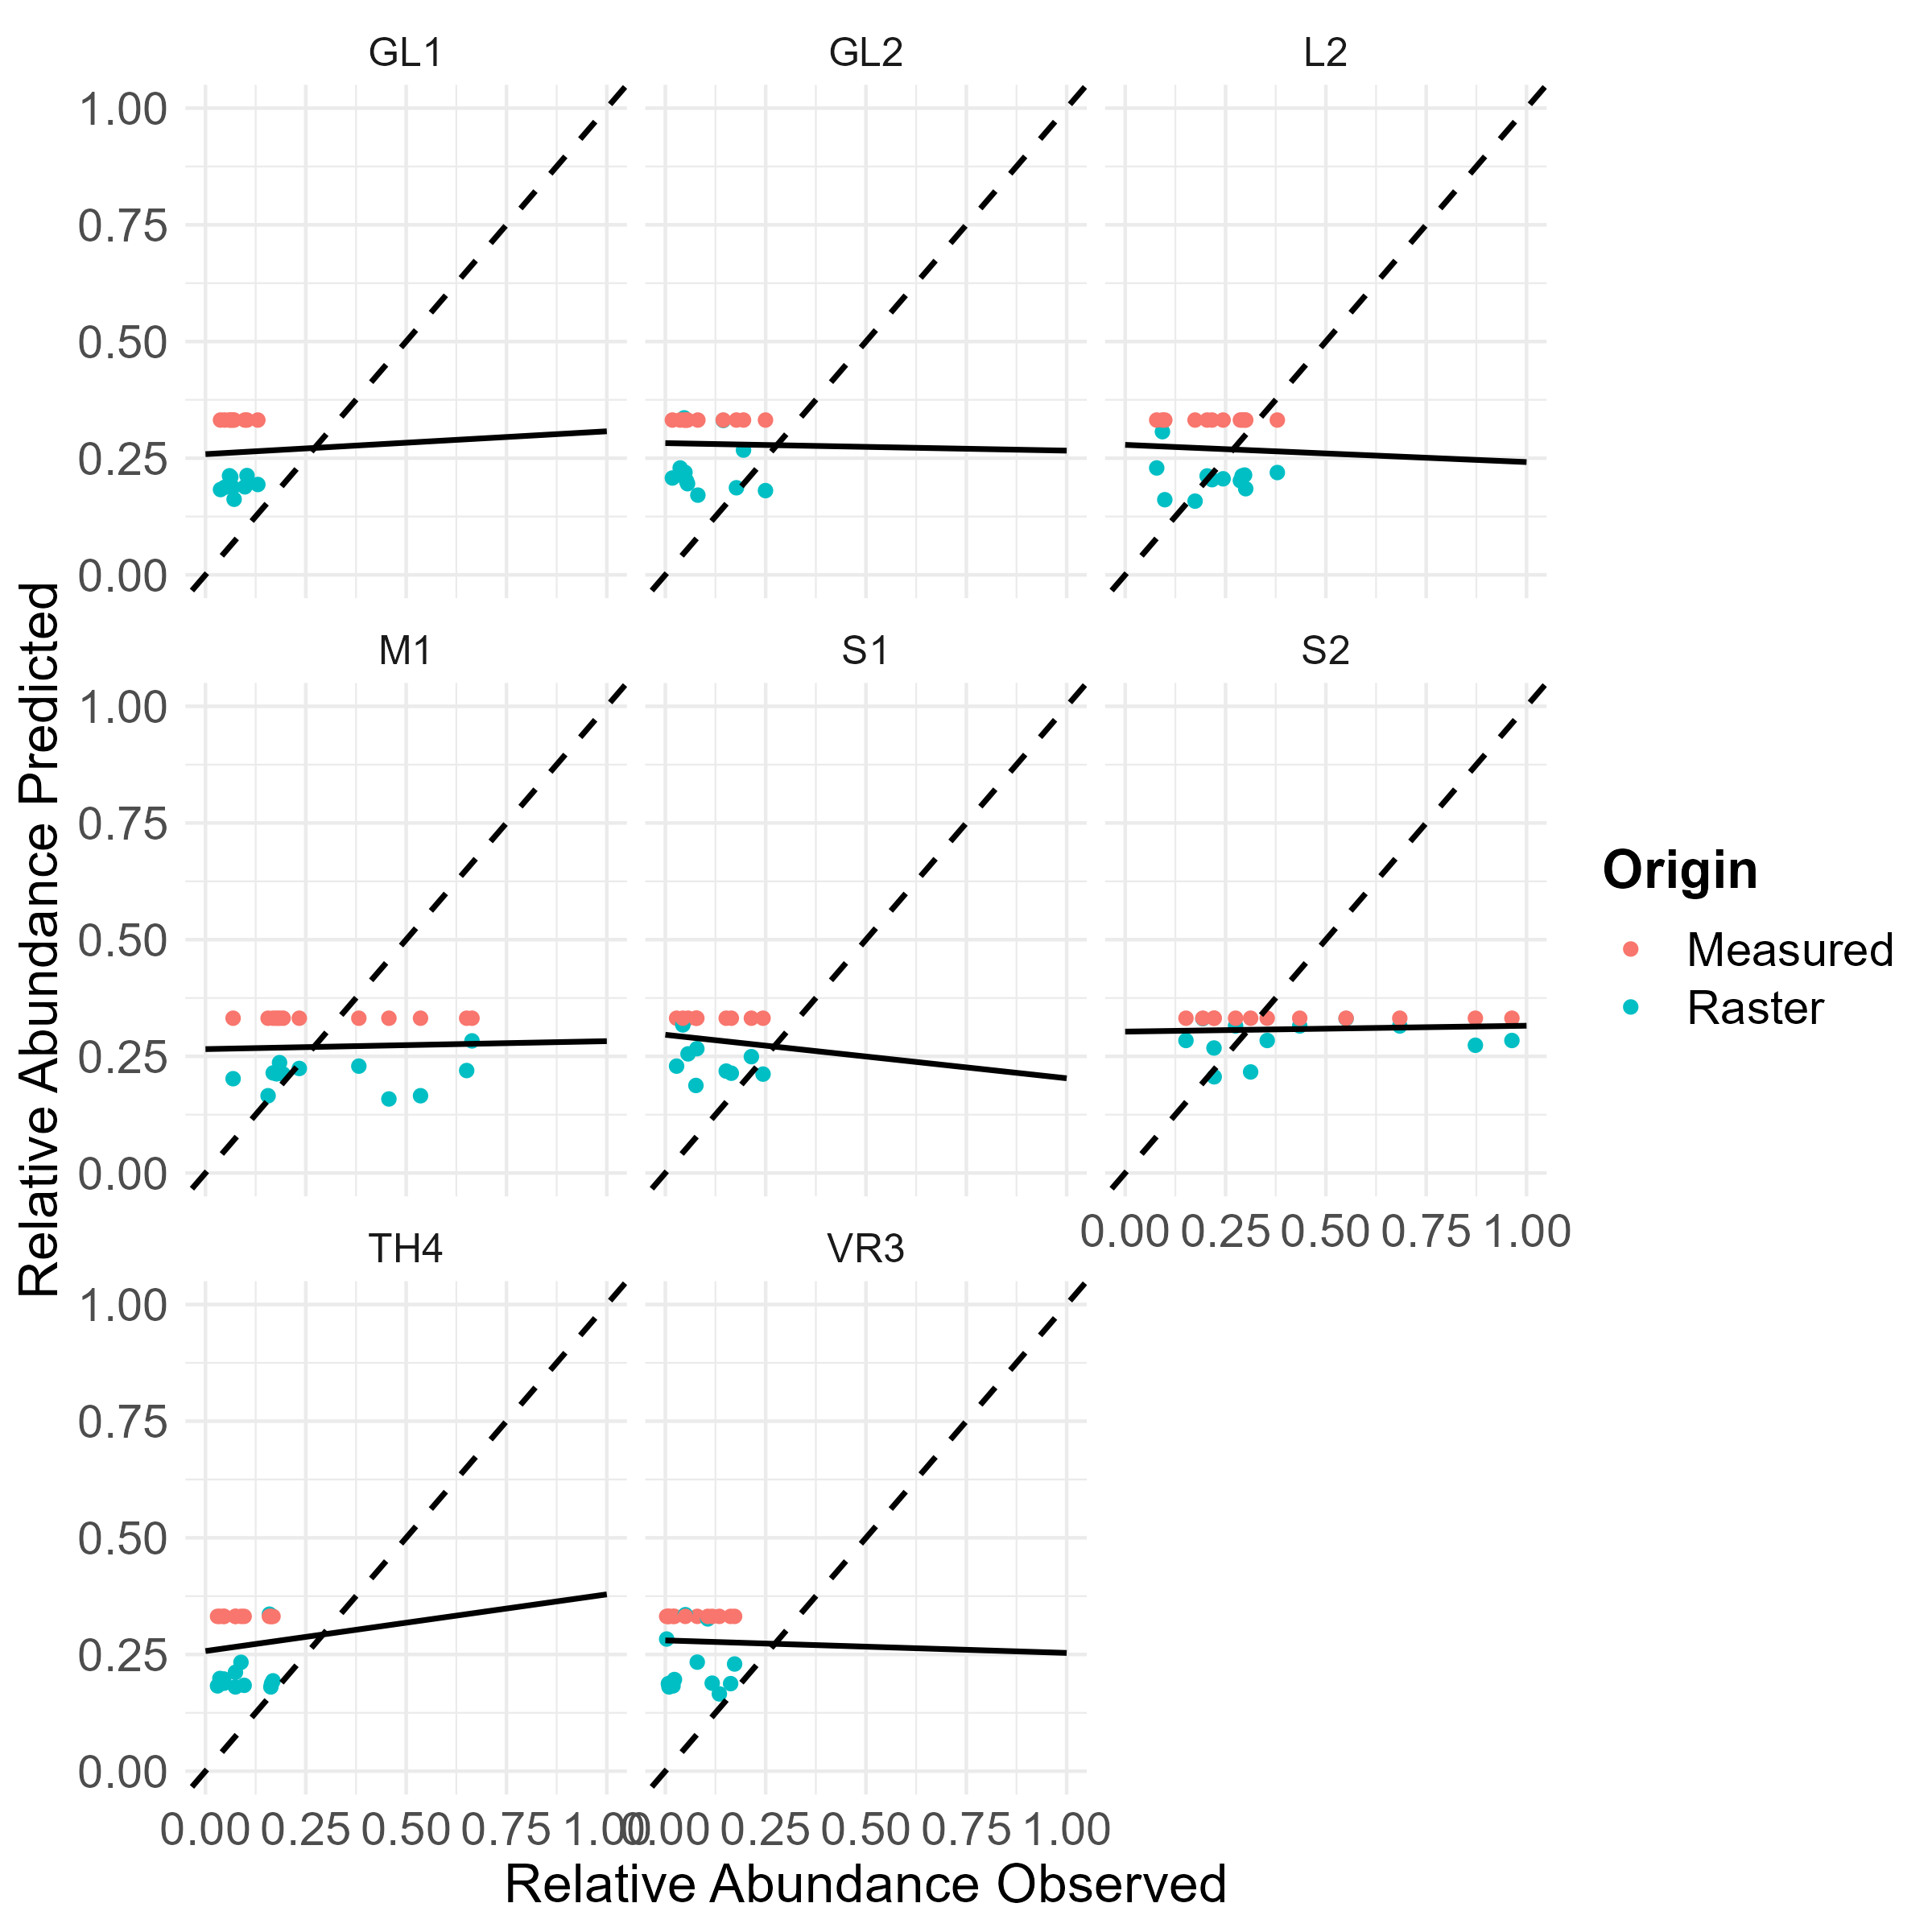 GL1 GL2 L2
1.00
0.75
0.50
0.25
0.00
M1 S1 S2
1.00
0.75
0.50
0.25
0.00
0.00 0.25 0.50 0.75 1.00
TH4 VR3
1.00
0.75
0.50
0.25
0.00
0.00 0.25 0.50 0.75 1.00 0.00 0.25 0.50 0.75 1.00
Relative Abundance Observed
Relative Abundance Predicted
Origin
Measured
Raster